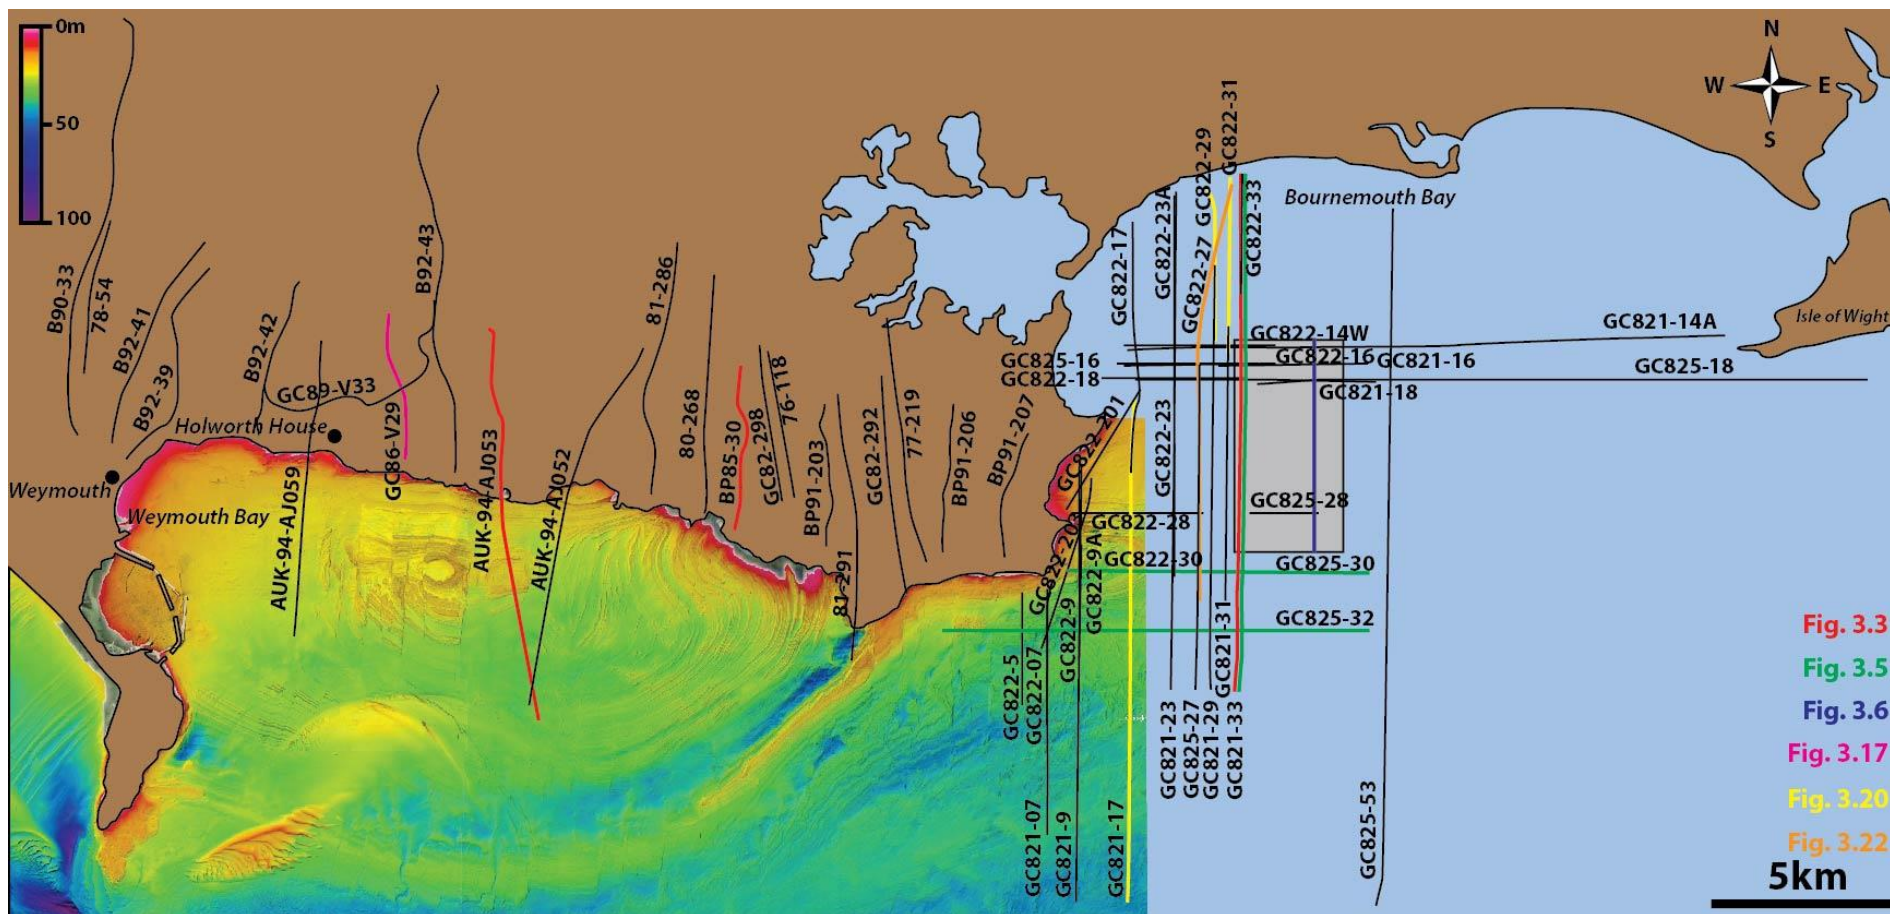 0m
50
100
N
W
E
S
B90-33
78-54
B92-41
B92-39
B92-42
GC89-V33
B92-43
Holworth House
Weymouth
Weymouth Bay
AUK-94-AJ059
GC86-V29
AUK-94-AJ053
AUK-94-AJ052
81-286
80-268
BP85-30
GC82-298
76-118
BP91-203
81-291
GC82-292
77-219
BP91-206
BP91-207
GC822-201
GC822-203
GC822-9A
GC822-9
GC822-5
GC822-07
GC821-07
GC821-9
GC821-17
GC822-17
GC822-23A
GC822-23
GC822-27
GC822-29
GC822-31
GC822-33
Bournemouth Bay
Isle of Wight
GC822-14W
GC821-14A
GC825-16
GC822-16
GC821-16
GC822-18
GC825-18
GC821-18
GC822-28
GC825-28
GC822-30
GC825-30
GC825-32
GC821-23
GC825-27
GC821-29
GC821-31
GC821-33
GC825-53
Fig. 3.3
Fig. 3.5
Fig. 3.6
Fig. 3.17
Fig. 3.20
Fig. 3.22
5km